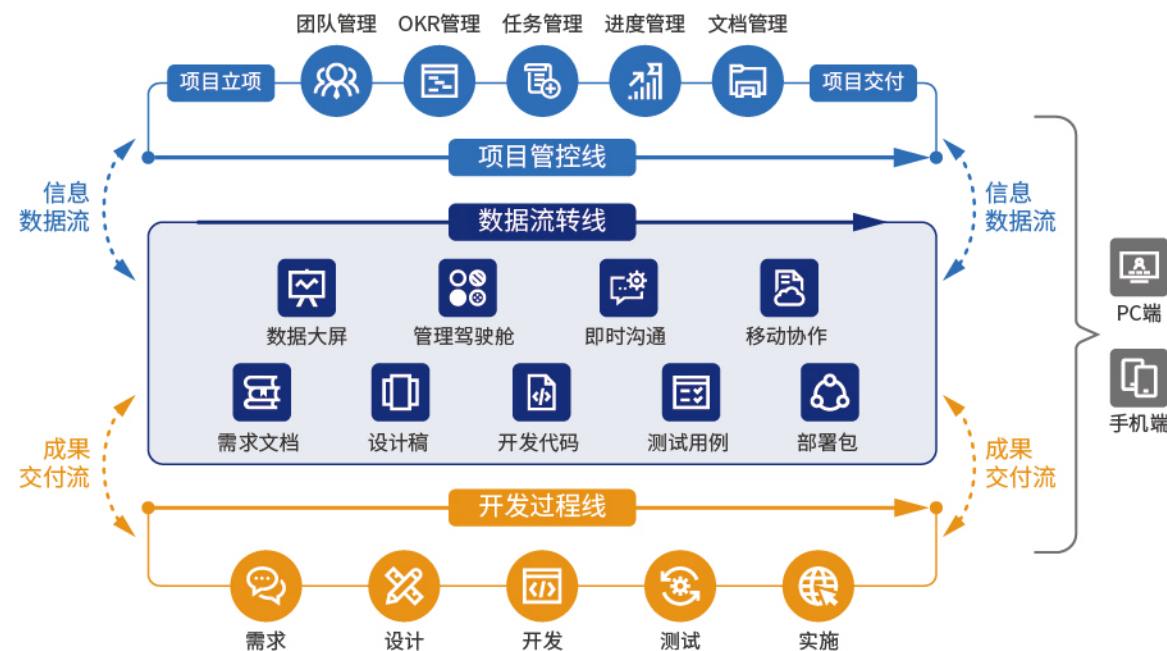 团队管理 OKR管理 任务管理 进度管理 文档管理
项目立项 项目交付
项目管控线
信息
数据流
信息
数据流
数据流转线
数据大屏 管理驾驶舱 即时沟通 移动协作
需求文档 设计稿 开发代码 测试用例 部署包
PC端
手机端
成果
交付流
成果
交付流
开发过程线
需求 设计 开发 测试 实施